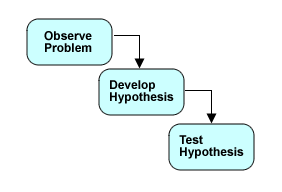 Observe
Problem
Develop
Hypothesis
Test
Hypothesis